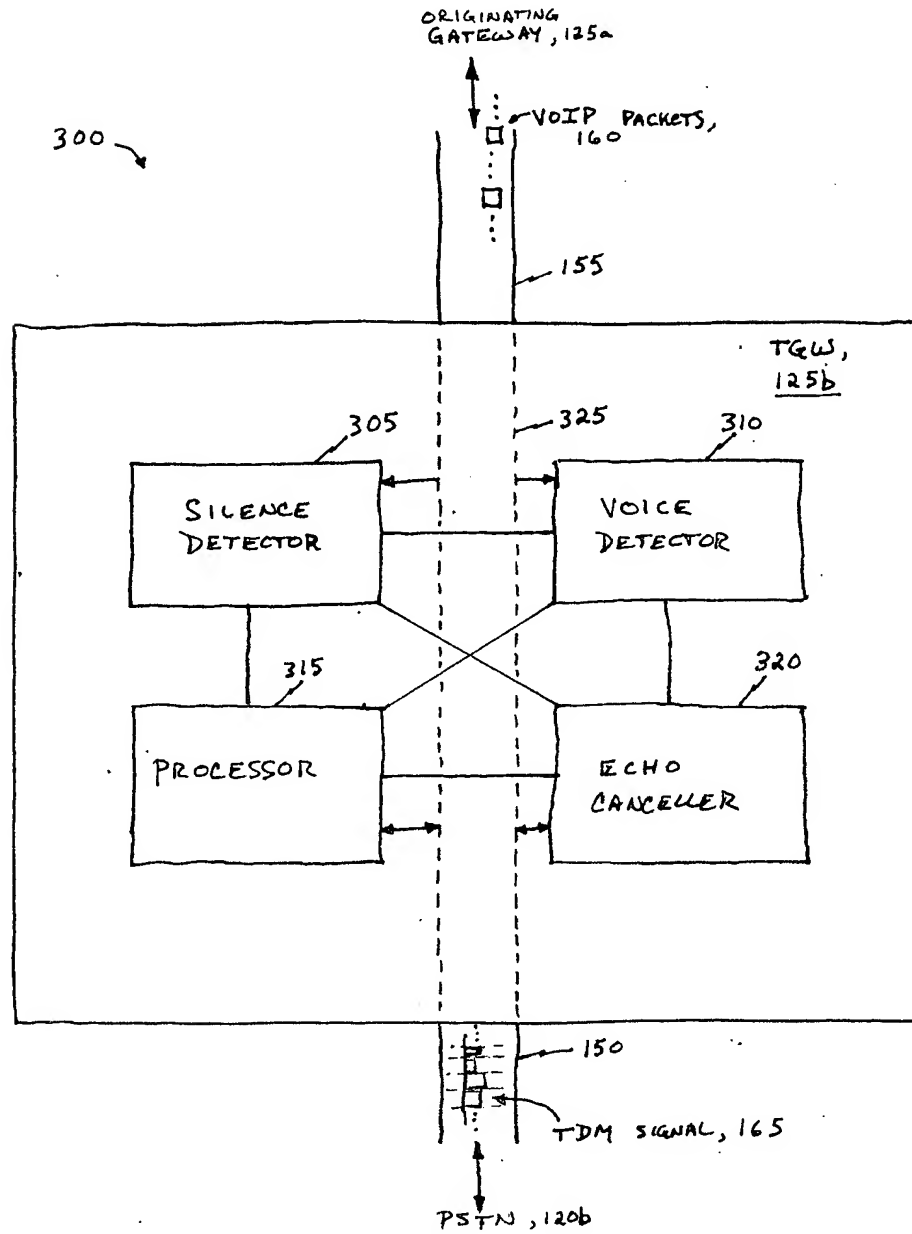 ORIGINATING
GATEWAY, 125a
VOIP PACKETS,
160
300
155
TGW,
125b
305
325
310
SILENCE
DETECTOR
VOICE
DETECTOR
315
320
PROCESSOR
ECHO
CANCELLER
150
TDM SIGNAL, 165
PSTN, 120b